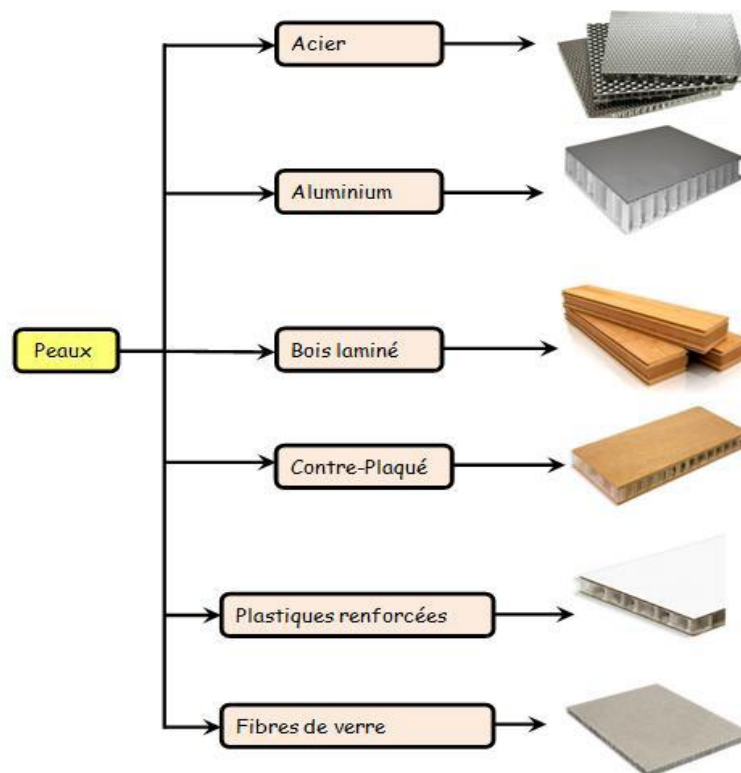 Acier
Aluminium
Peaux
Bois laminé
Contre-Plaqué
Plastiques renforcées
Fibres de verre